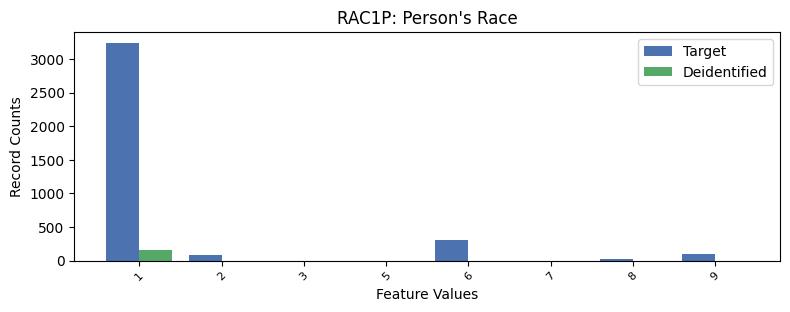 RAC1P: Person's Race
Target
Deidentified
Record Counts
3000
2500
2000
1500
1000
500
0
1 2 3 5 6 7 8 9
Feature Values